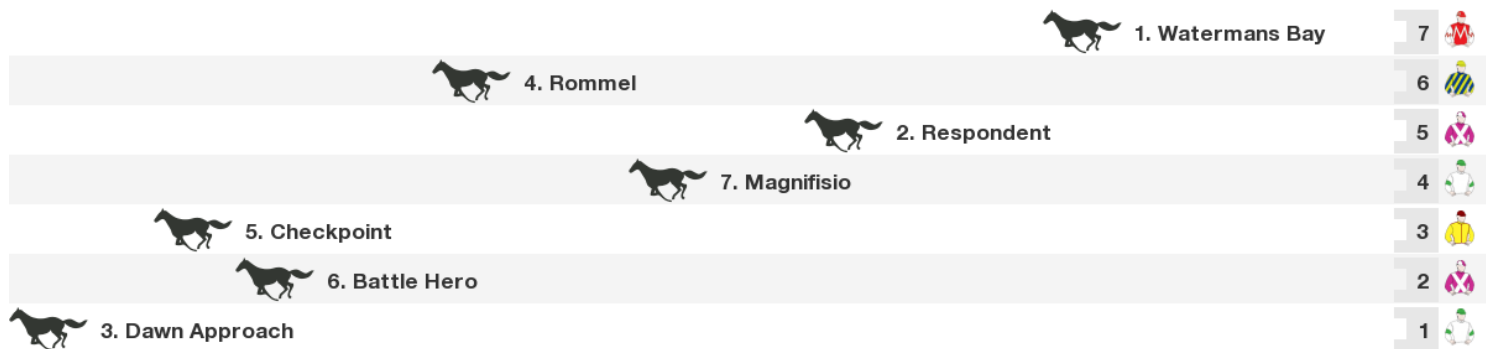 1. Watermans Bay 7
4. Rommel 6
2. Respondent 5
7. Magnifisio 4
5. Checkpoint 3
6. Battle Hero 2
3. Dawn Approach 1